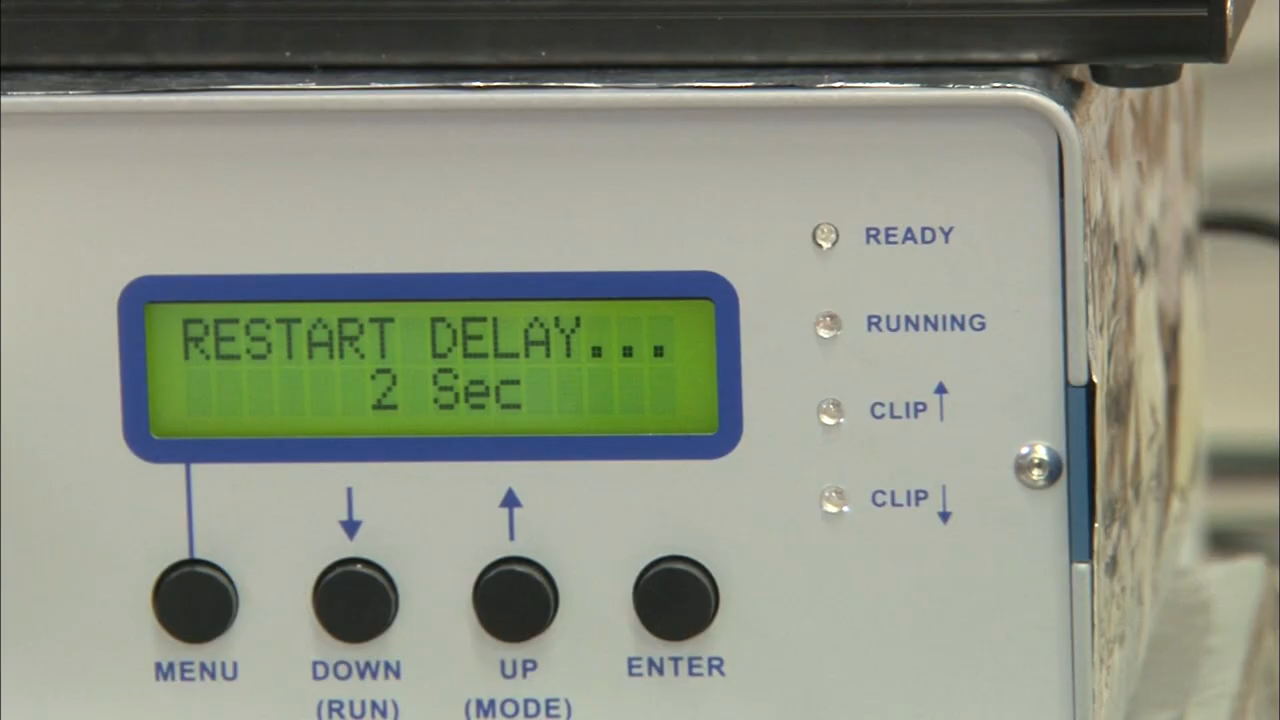 RESTART DELAY...
2 Sec
READY
RUNNING
CLIP ↑
CLIP ↓
MENU
DOWN
(RUN)
UP
(MODE)
ENTER